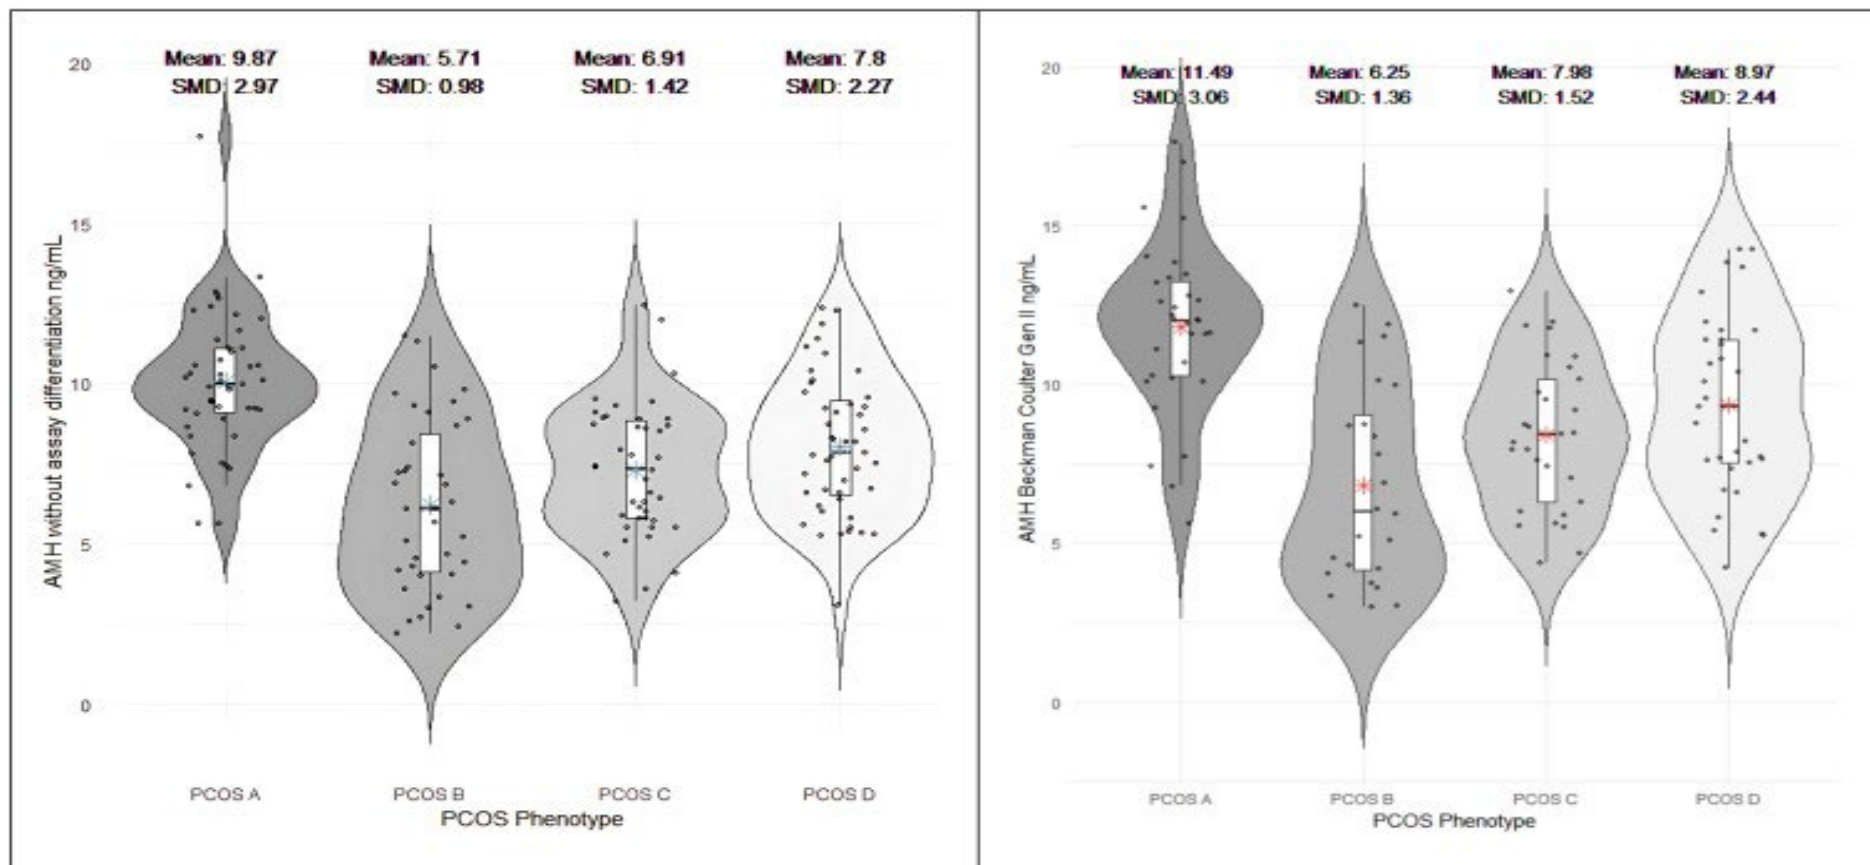 Mean: 9.87 Mean: 5.71 Mean: 6.91 Mean: 7.8
SMD: 2.97 SMD: 0.98 SMD: 1.42 SMD: 2.27
20
15
10
5
0
AMH without assay differentiation ng/mL
PCOS A PCOS B PCOS C PCOS D
PCOS Phenotype
Mean: 11.49 Mean: 6.25 Mean: 7.98 Mean: 8.97
SMD: 3.06 SMD: 1.36 SMD: 1.52 SMD: 2.44
20
15
10
5
0
AMH Beckman Coulter Gen II ng/mL
PCOS A PCOS B PCOS C PCOS D
PCOS Phenotype